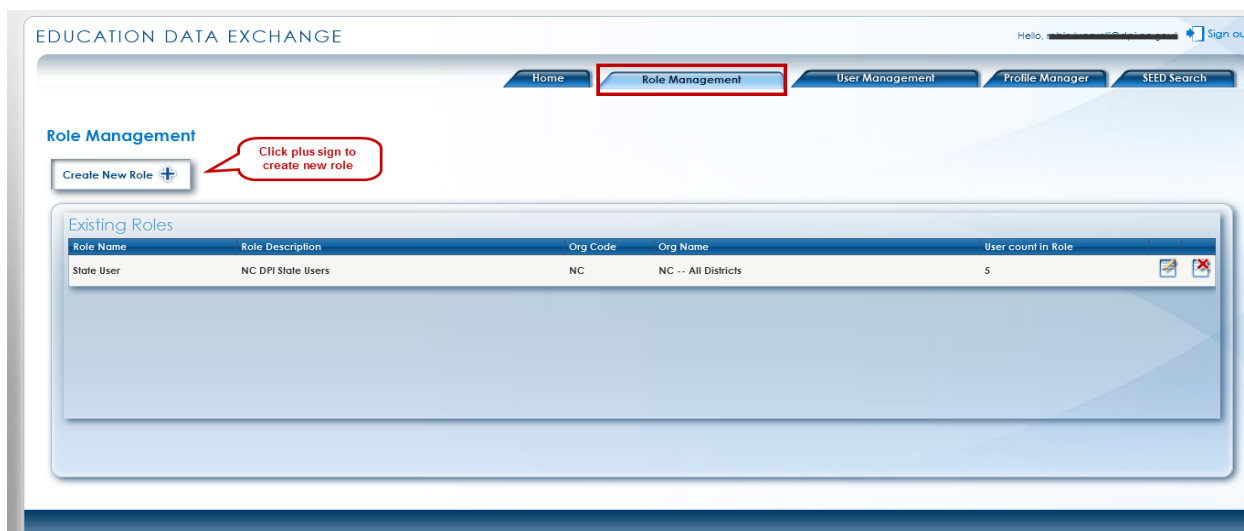 EDUCATION DATA EXCHANGE
Hello,
Sign ou
Home Role Management User Management Profile Manager SEED Search
Role Management
Click plus sign to
create new role
Create New Role
Existing Roles
Role Name Role Description Org Code Org Name User count in Role
State User NC DPI State Users NC NC -- All Districts 5